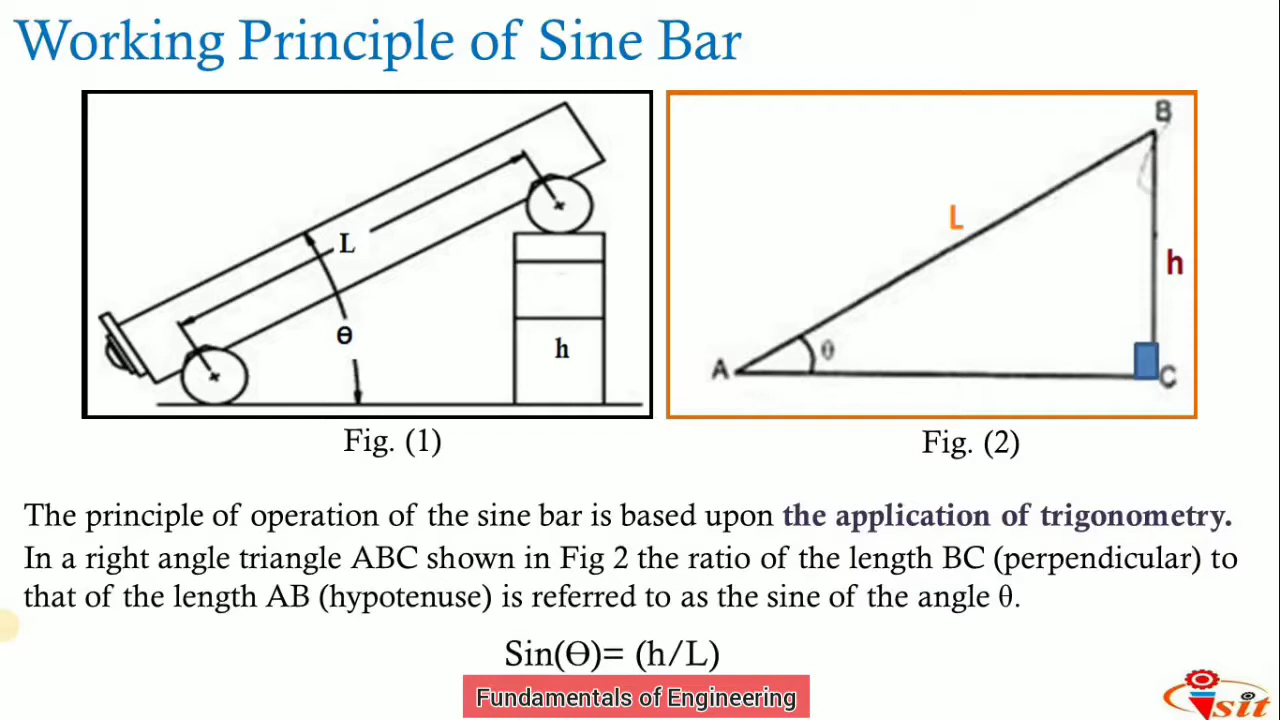 Working Principle of Sine Bar
L
Ɵ
h
Fig. (1)
B
L
h
A
θ
C
Fig. (2)
The principle of operation of the sine bar is based upon the application of trigonometry.
In a right angle triangle ABC shown in Fig 2 the ratio of the length BC (perpendicular) to
that of the length AB (hypotenuse) is referred to as the sine of the angle θ.
Sin(Ɵ)= (h/L)
Fundamentals of Engineering
sit